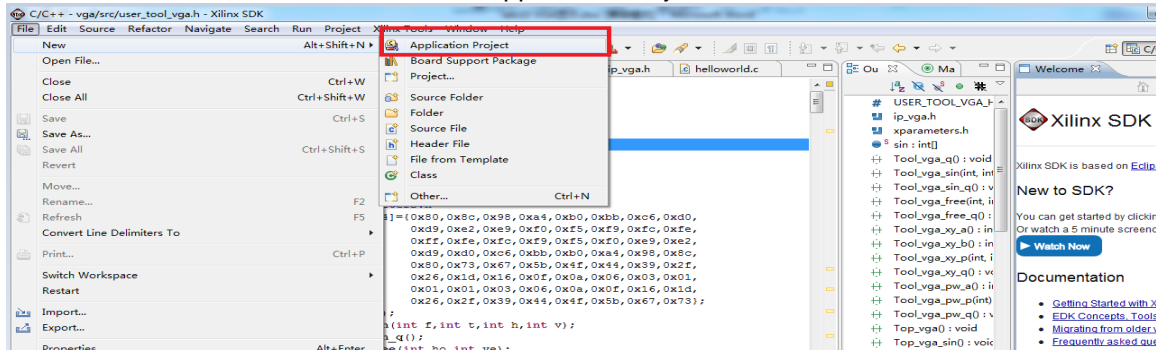 C/C++ - vga/src/user_tool_vga.h - Xilinx SDK
File Edit Source Refactor Navigate Search Run Project Xilinx Tools Window Help
New Alt+Shift+N
Open File...
Close Ctrl+W
Close All Ctrl+Shift+W
Save Ctrl+S
Save As...
Save All Ctrl+Shift+S
Revert
Move...
Rename... F2
Refresh F5
Convert Line Delimiters To
Print... Ctrl+P
Switch Workspace
Restart
Import...
Export...
Properties Alt+Enter
Application Project
Board Support Package
Project...
Source Folder
Folder
Source File
Header File
File from Template
Class
Other... Ctrl+N
ip_vga.h helloworld.c
4]={0x80,0x8c,0x98,0xa4,0xb0,0xbb,0xc6,0xd0,
0xd9,0xe2,0xe9,0xf0,0xf5,0xf9,0xfc,0xfe,
0xff,0xfe,0xfc,0xf9,0xf5,0xf0,0xe9,0xe2,
0xd9,0xd0,0xc6,0xbb,0xb0,0xa4,0x98,0x8c,
0x80,0x73,0x67,0x5b,0x4f,0x44,0x39,0x2f,
0x26,0x1d,0x16,0x0f,0x0a,0x06,0x03,0x01,
0x01,0x01,0x03,0x06,0x0a,0x0f,0x16,0x1d,
0x26,0x2f,0x39,0x44,0x4f,0x5b,0x67,0x73};
;
n(int f,int t,int h,int v);
n_q();
Ou Ma
# USER_TOOL_VGA_H
ip_vga.h
xparameters.h
S sin : int[]
Tool_vga_q() : void
Tool_vga_sin(int, int
Tool_vga_sin_q() : v
Tool_vga_free(int, i
Tool_vga_free_q() :
Tool_vga_xy_a() : in
Tool_vga_xy_b() : in
Tool_vga_xy_p(int, i
Tool_vga_xy_q() : v
Tool_vga_pw_a() : i
Tool_vga_pw_p(int)
Tool_vga_pw_q() : v
Top_vga() : void
Top_vga_sin() : void
C/
Welcome
SDK Xilinx SDK
Xilinx SDK is based on Eclip
New to SDK?
You can get started by clickin
Or watch a 5 minute screenc
Watch Now
Documentation
Getting Started with X
EDK Concepts, Tools
Migrating from older v
Frequently asked que